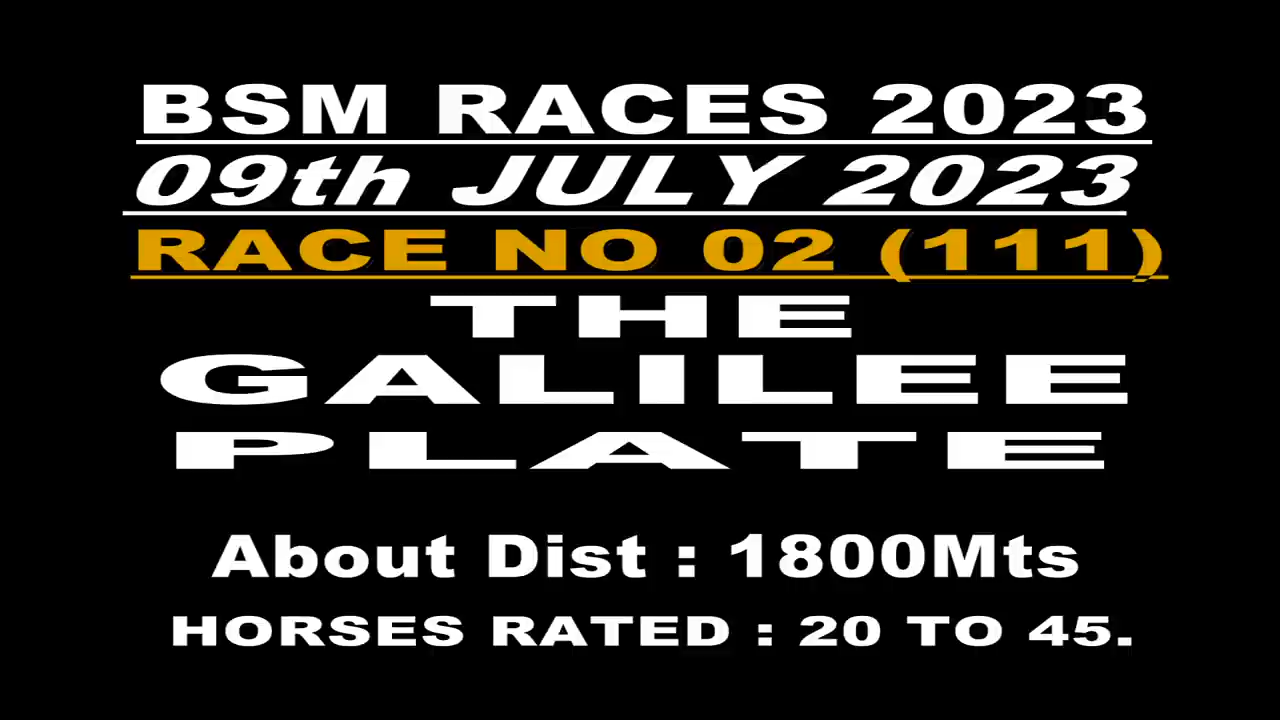 BSM RACES 2023
09th JULY 2023
RACE NO 02 (111)
THE
GALILEE
PLATE
About Dist : 1800Mts
HORSES RATED : 20 TO 45.